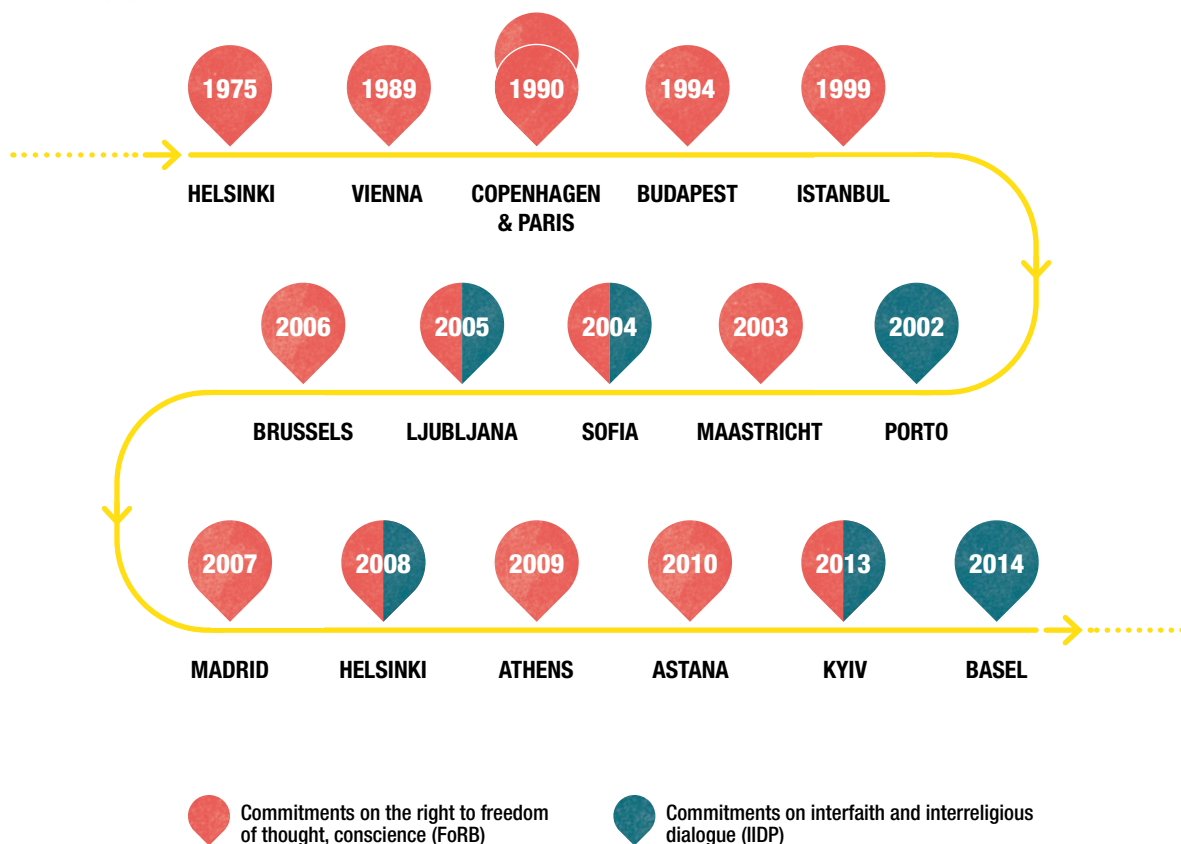 1975 1989 1990 1994 1999
HELSINKI VIENNA COPENHAGEN & PARIS BUDAPEST ISTANBUL
2006 2005 2004 2003 2002
BRUSSELS LJUBLJANA SOFIA MAASTRICHT PORTO
2007 2008 2009 2010 2013 2014
MADRID HELSINKI ATHENS ASTANA KYIV BASEL
Commitments on the right to freedom
of thought, conscience (FoRB)
Commitments on interfaith and interreligious
dialogue (IIDP)